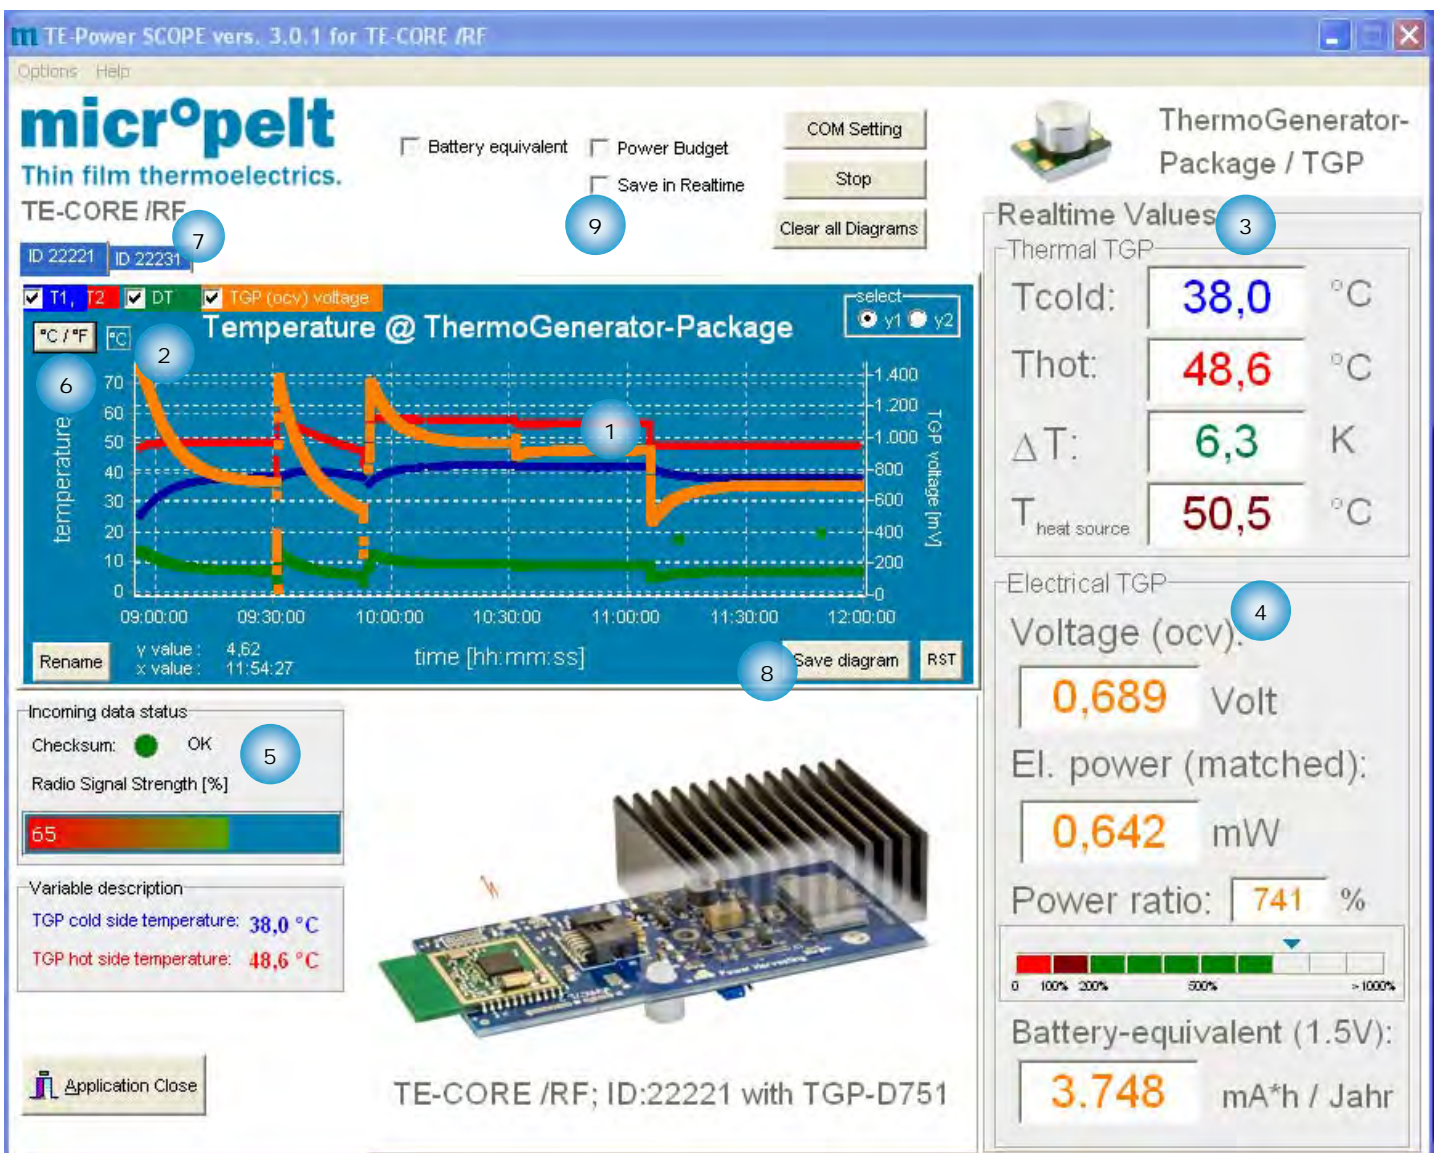 m TE-Power SCOPE vers. 3.0.1 for TE-CORE /RF
Options Help
micr°pelt
Thin film thermoelectrics.
TE-CORE /RF
Battery equivalent
Power Budget
Save in Realtime
COM Setting
Stop
Clear all Diagrams
ThermoGenerator-
Package / TGP
7
9
ID 22221 ID 22231
T1, T2 DT TGP (ocv) voltage
select
y1 y2
°C / °F °C
Temperature @ ThermoGenerator-Package
2
6
1
temperature
70
60
50
40
30
20
10
0
1.400
1.200
1.000
800
600
400
200
0
TGP voltage [mV]
09:00:00 09:30:00 10:00:00 10:30:00 11:00:00 11:30:00 12:00:00
time [hh:mm:ss]
Rename
y value : 4,62
x value : 11:54:27
8
Save diagram
RST
Realtime Values
3
Thermal TGP
Tcold: 38,0 °C
Thot: 48,6 °C
ΔT: 6,3 K
T heat source 50,5 °C
Electrical TGP
4
Voltage (ocv):
0,689 Volt
El. power (matched):
0,642 mW
Power ratio: 741 %
0 100% 200% 500% >1000%
Battery-equivalent (1.5V):
3.748 mA*h / Jahr
Incoming data status
Checksum: OK
5
Radio Signal Strength [%]
65
Variable description
TGP cold side temperature: 38,0 °C
TGP hot side temperature: 48,6 °C
Application Close
Power Harvesting
TE-CORE /RF; ID:22221 with TGP-D751